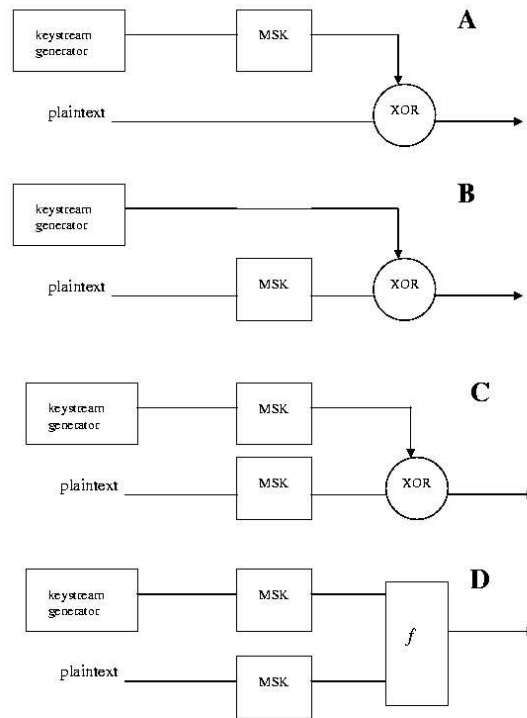 A
keystream
generator
MSK
XOR
plaintext
B
keystream
generator
XOR
plaintext
MSK
C
keystream
generator
MSK
plaintext
MSK
XOR
D
keystream
generator
MSK
f
plaintext
MSK